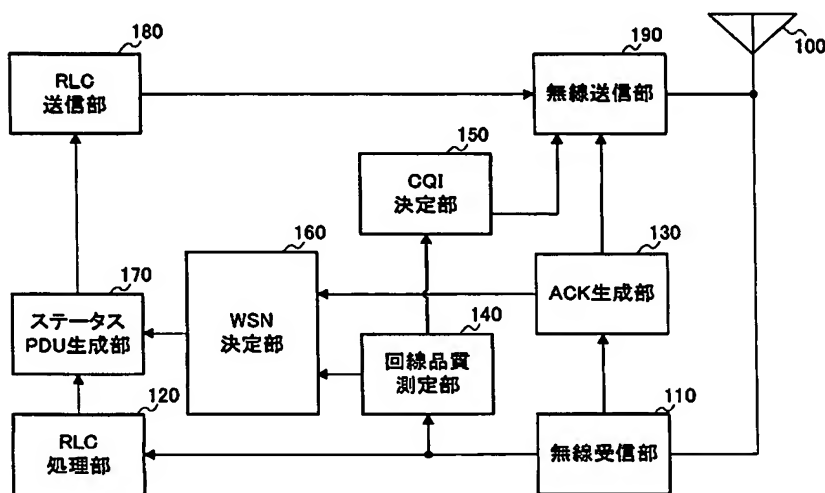 180
RLC
送信部
190
無線送信部
100
150
CQI
決定部
160
WSN
決定部
130
ACK生成部
170
ステータス
PDU生成部
140
回線品質
測定部
120
RLC
処理部
110
無線受信部